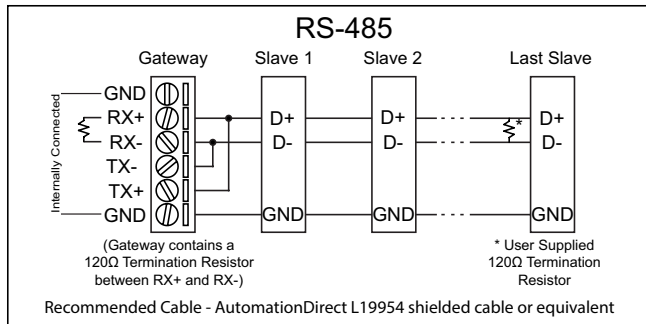 RS-485
Gateway Slave 1 Slave 2 Last Slave
Internally Connected
GND
RX+ D+ D+ * D+
RX- D- D- D-
TX-
TX+
GND GND GND GND
(Gateway contains a
120Ω Termination Resistor
between RX+ and RX-)
* User Supplied
120Ω Termination
Resistor
Recommended Cable - AutomationDirect L19954 shielded cable or equivalent